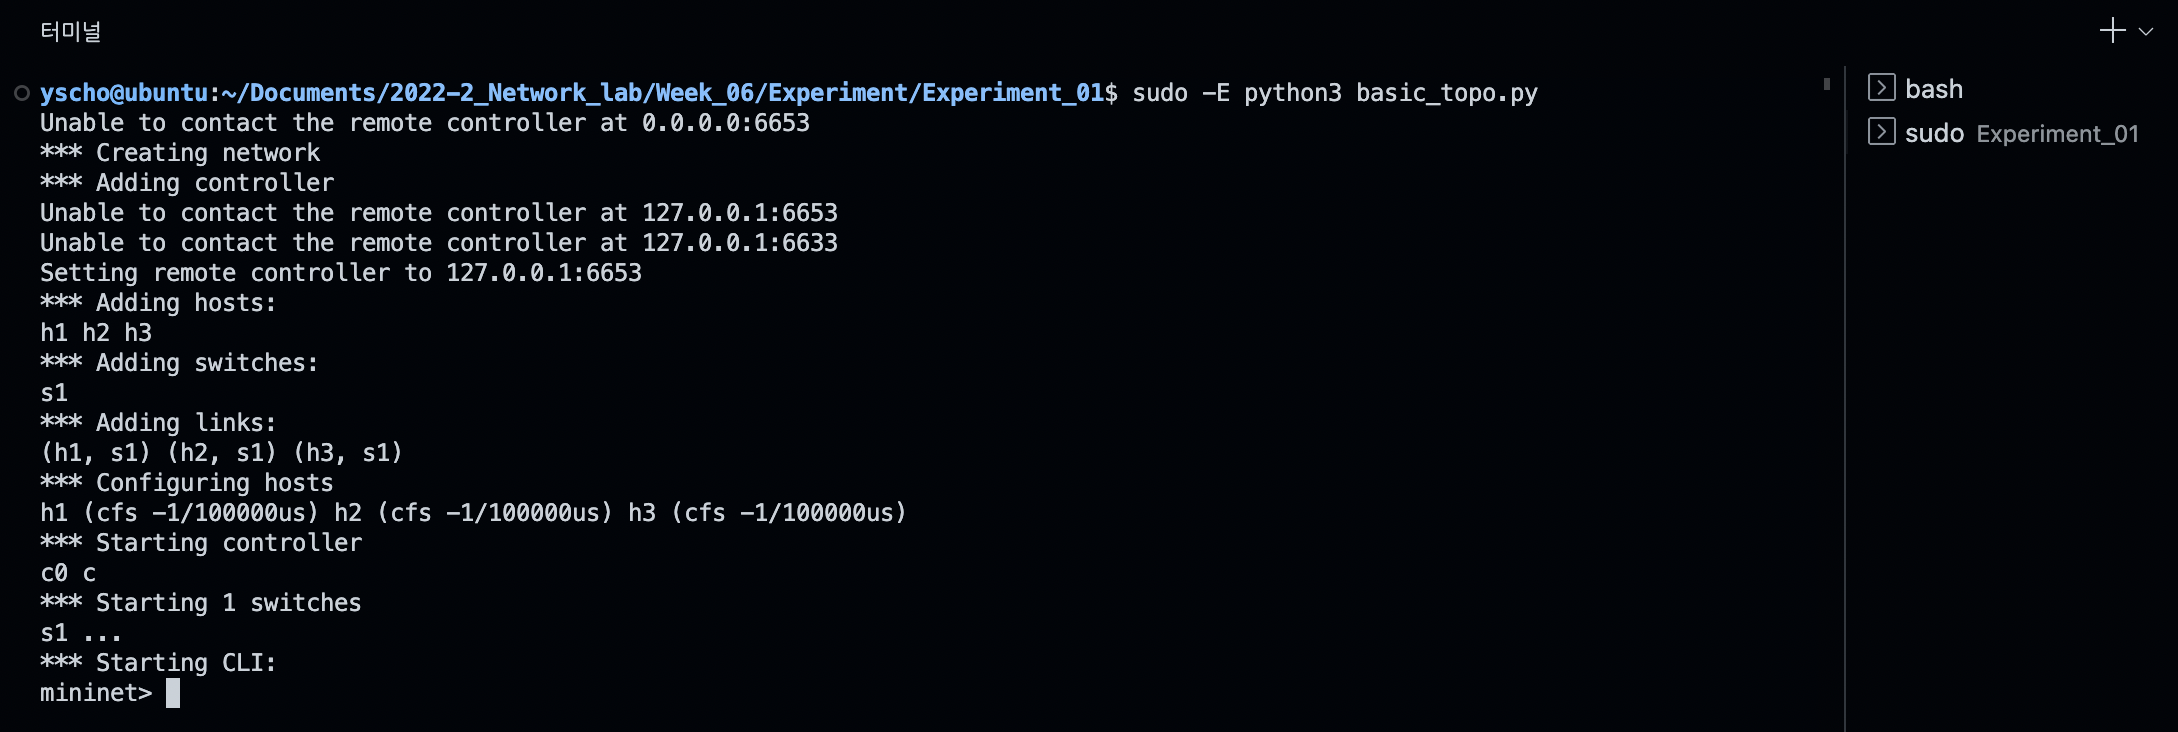 터미널
yscho@ubuntu:~/Documents/2022-2_Network_lab/Week_06/Experiment/Experiment_01$ sudo -E python3 basic_topo.py
Unable to contact the remote controller at 0.0.0.0:6653
*** Creating network
*** Adding controller
Unable to contact the remote controller at 127.0.0.1:6653
Unable to contact the remote controller at 127.0.0.1:6633
Setting remote controller to 127.0.0.1:6653
*** Adding hosts:
h1 h2 h3
*** Adding switches:
s1
*** Adding links:
(h1, s1) (h2, s1) (h3, s1)
*** Configuring hosts
h1 (cfs -1/100000us) h2 (cfs -1/100000us) h3 (cfs -1/100000us)
*** Starting controller
c0 c
*** Starting 1 switches
s1 ...
*** Starting CLI:
mininet>
bash
sudo Experiment_01